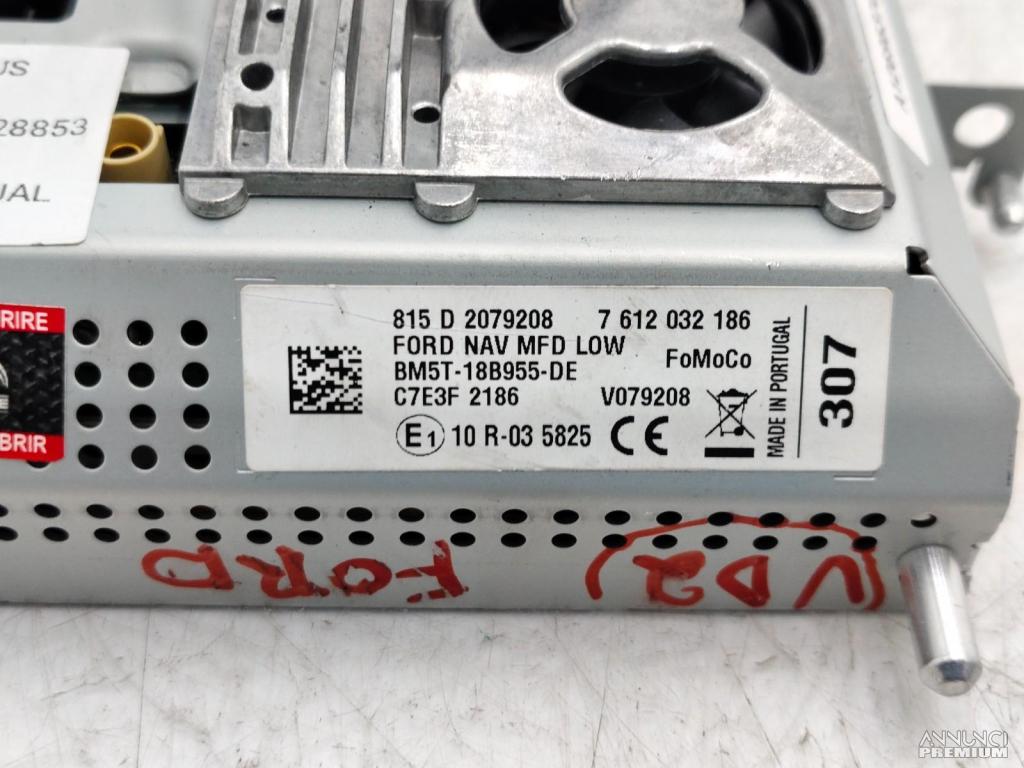 US
28853
UAL
RIRE
BRIR
815 D 2079208 7 612 032 186
FORD NAV MFD LOW
FoMoCo
BM5T-18B955-DE
C7E3F 2186 V079208
E1 10 R-03 5825 CE
MADE IN PORTUGAL
307
FORD
(VD2)
ANNUNCI
PREMIUM